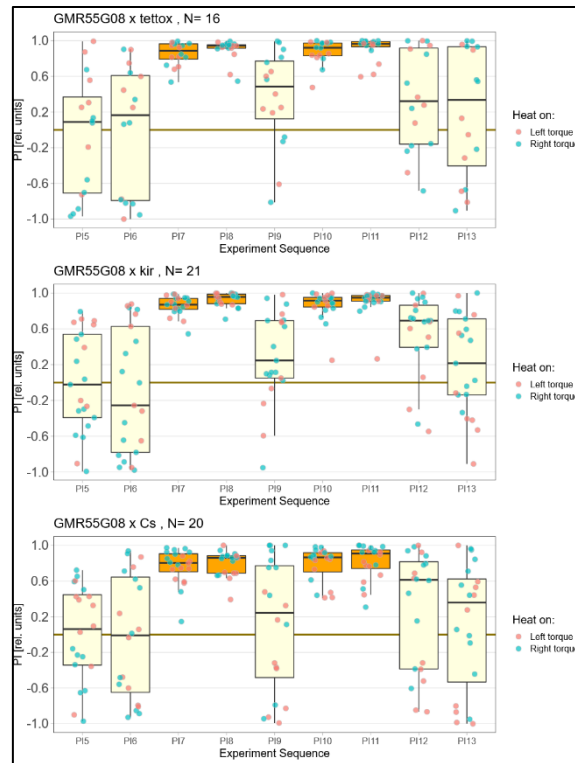 GMR55G08 x tettox , N= 16
PI [rel. units]
1.0
0.6
0.2
-0.2
-0.6
-1.0
PI5 PI6 PI7 PI8 PI9 PI10 PI11 PI12 PI13
Experiment Sequence
Heat on:
Left torque
Right torque
GMR55G08 x kir , N= 21
PI [rel. units]
1.0
0.6
0.2
-0.2
-0.6
-1.0
PI5 PI6 PI7 PI8 PI9 PI10 PI11 PI12 PI13
Experiment Sequence
Heat on:
Left torque
Right torque
GMR55G08 x Cs , N= 20
PI [rel. units]
1.0
0.6
0.2
-0.2
-0.6
-1.0
PI5 PI6 PI7 PI8 PI9 PI10 PI11 PI12 PI13
Experiment Sequence
Heat on:
Left torque
Right torque